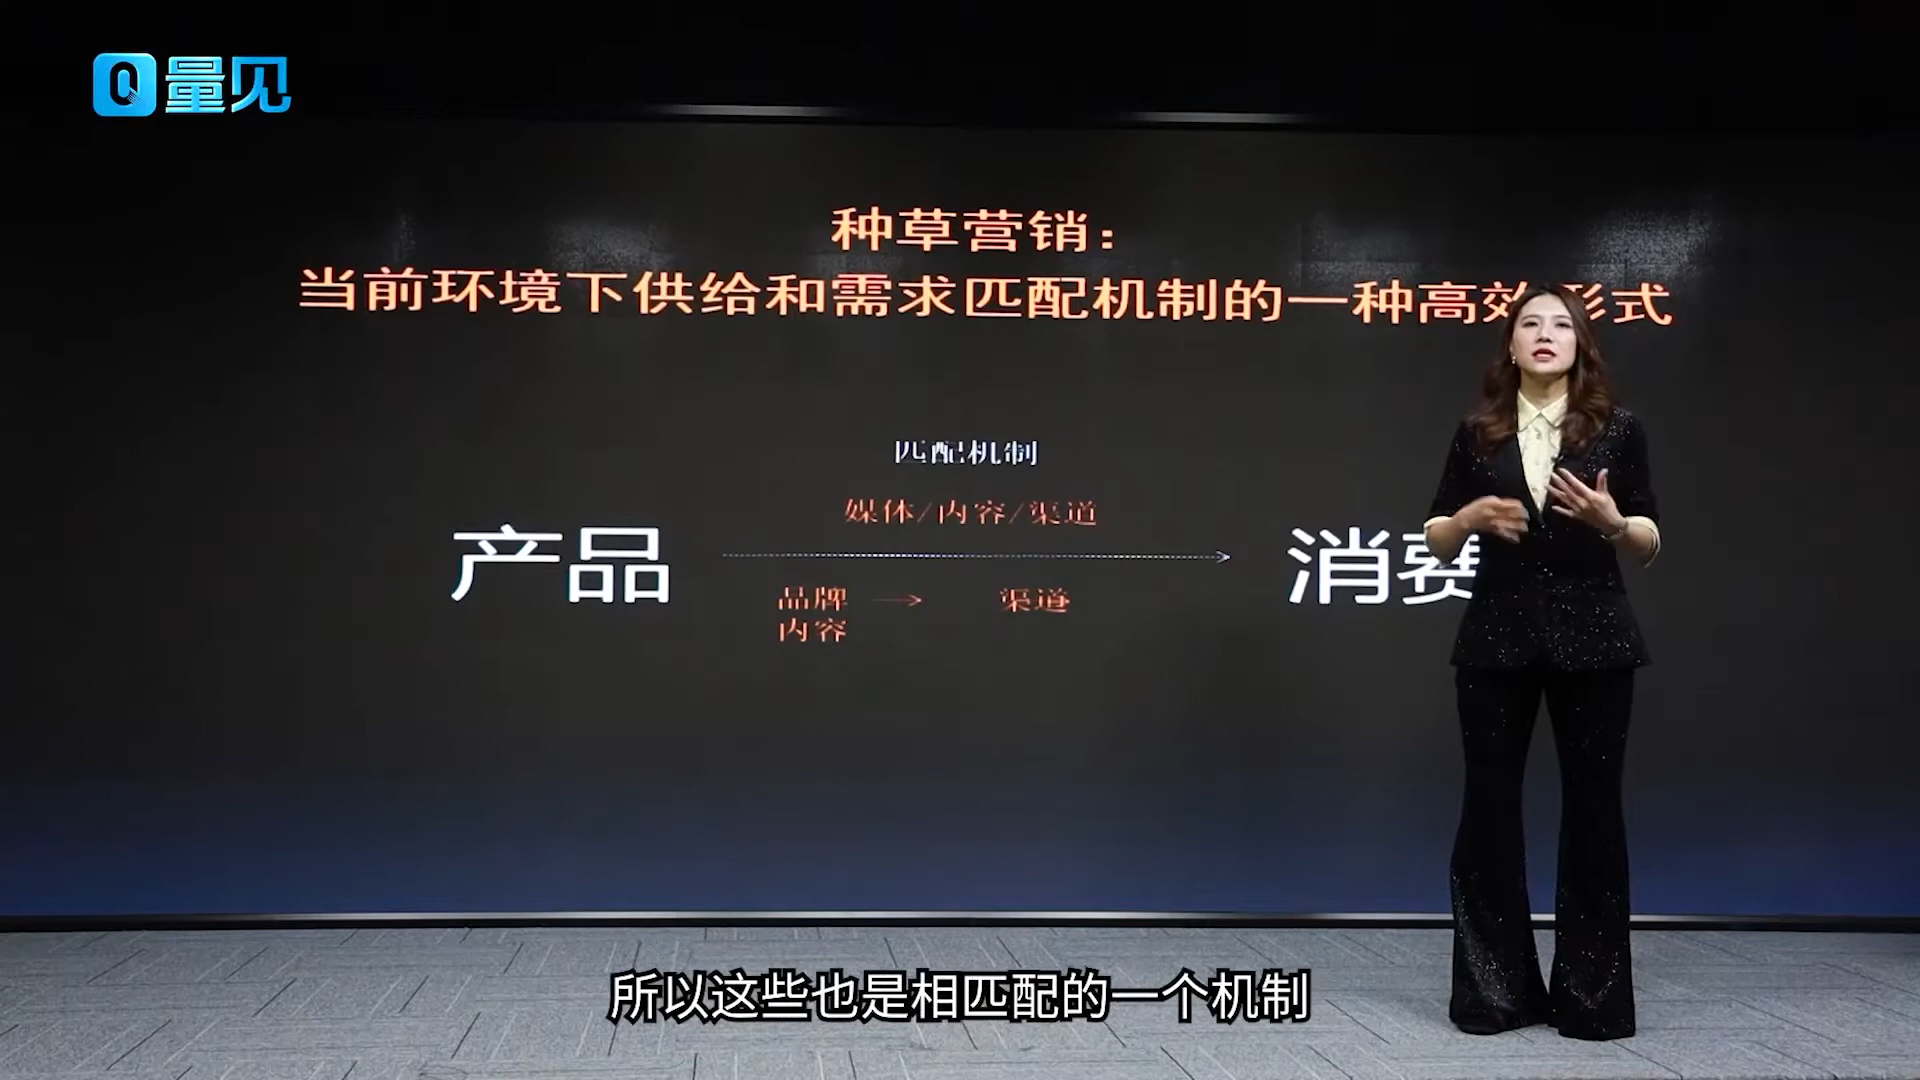 量见
种草营销：
当前环境下供给和需求匹配机制的一种高效形式
匹配机制
媒体/内容/渠道
产品
消费
品牌 → 渠道
内容
所以这些也是相匹配的一个机制